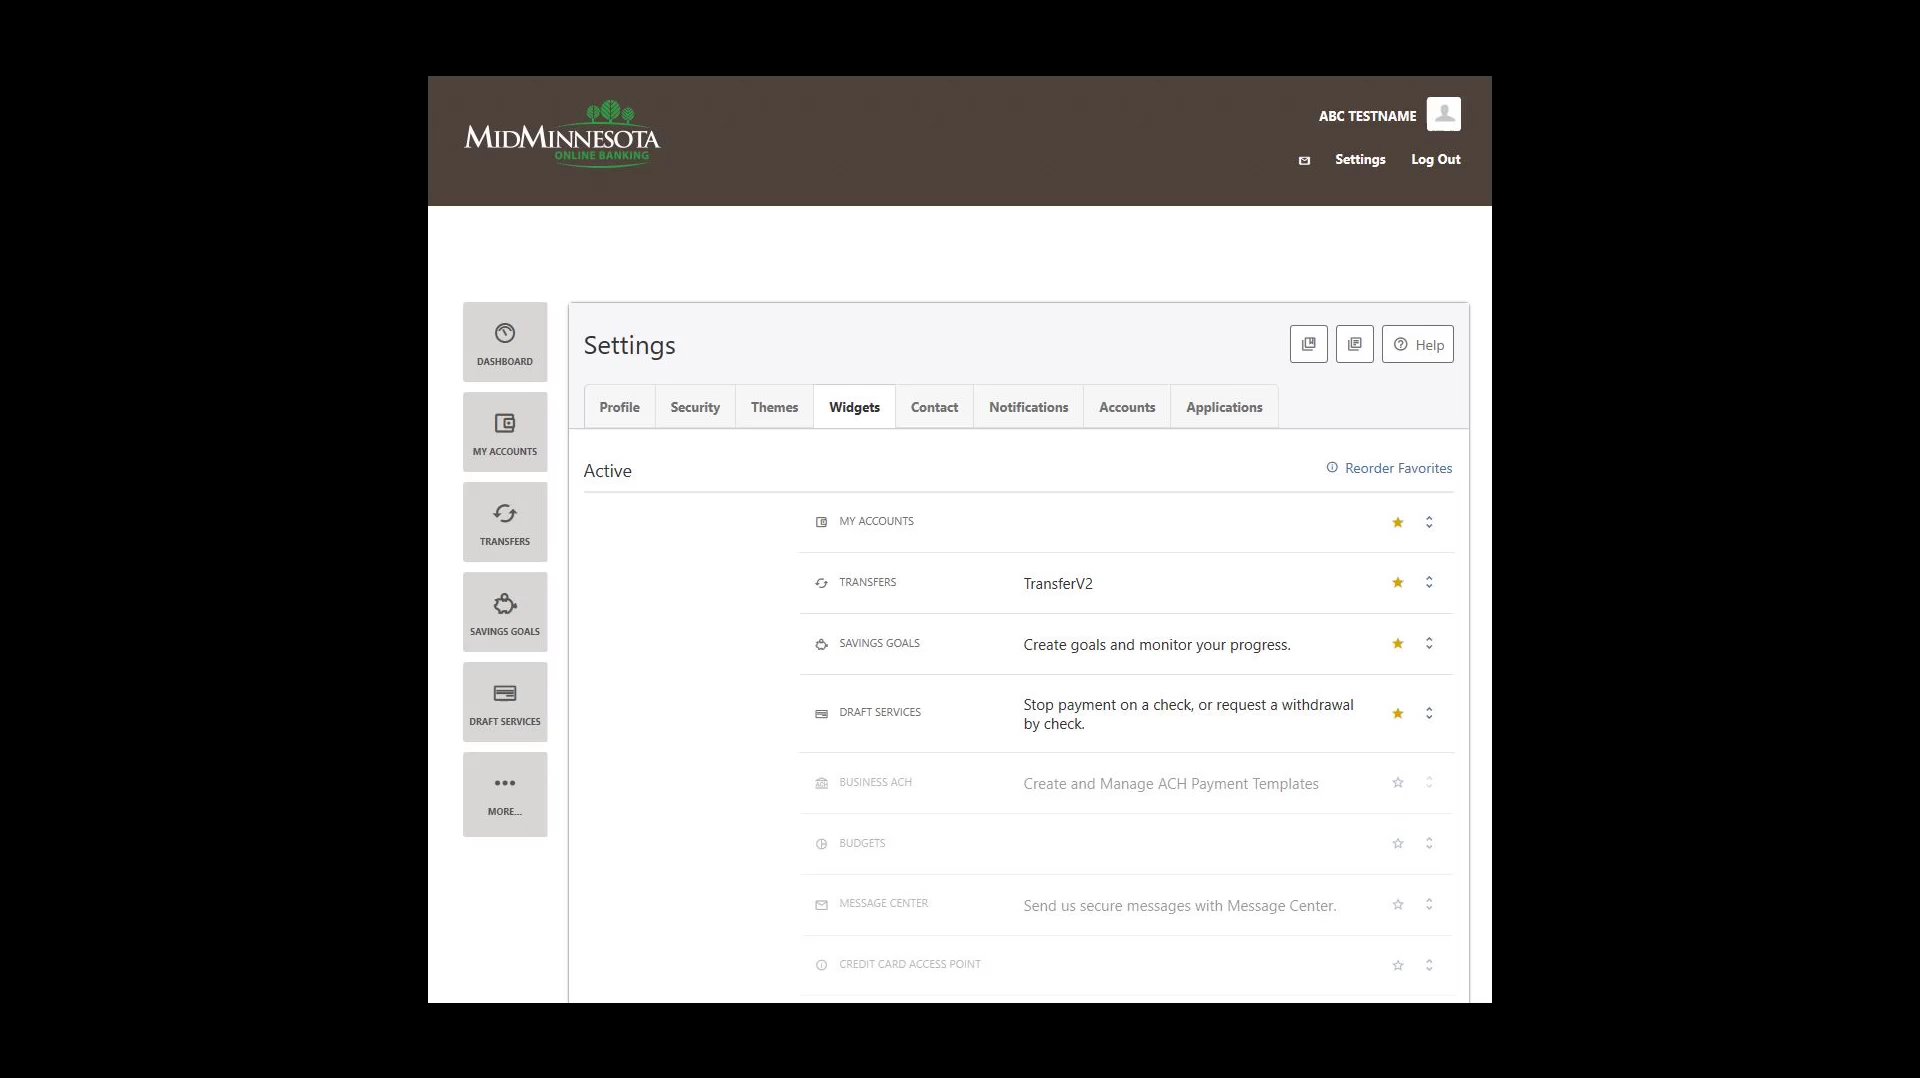 MIDMINNESOTA
ONLINE BANKING
ABC TESTNAME
Settings
Log Out
DASHBOARD
MY ACCOUNTS
TRANSFERS
SAVINGS GOALS
DRAFT SERVICES
MORE...
Settings
Help
Profile
Security
Themes
Widgets
Contact
Notifications
Accounts
Applications
Active
Reorder Favorites
MY ACCOUNTS
TRANSFERS
TransferV2
SAVINGS GOALS
Create goals and monitor your progress.
DRAFT SERVICES
Stop payment on a check, or request a withdrawal
by check.
BUSINESS ACH
Create and Manage ACH Payment Templates
BUDGETS
MESSAGE CENTER
Send us secure messages with Message Center.
CREDIT CARD ACCESS POINT